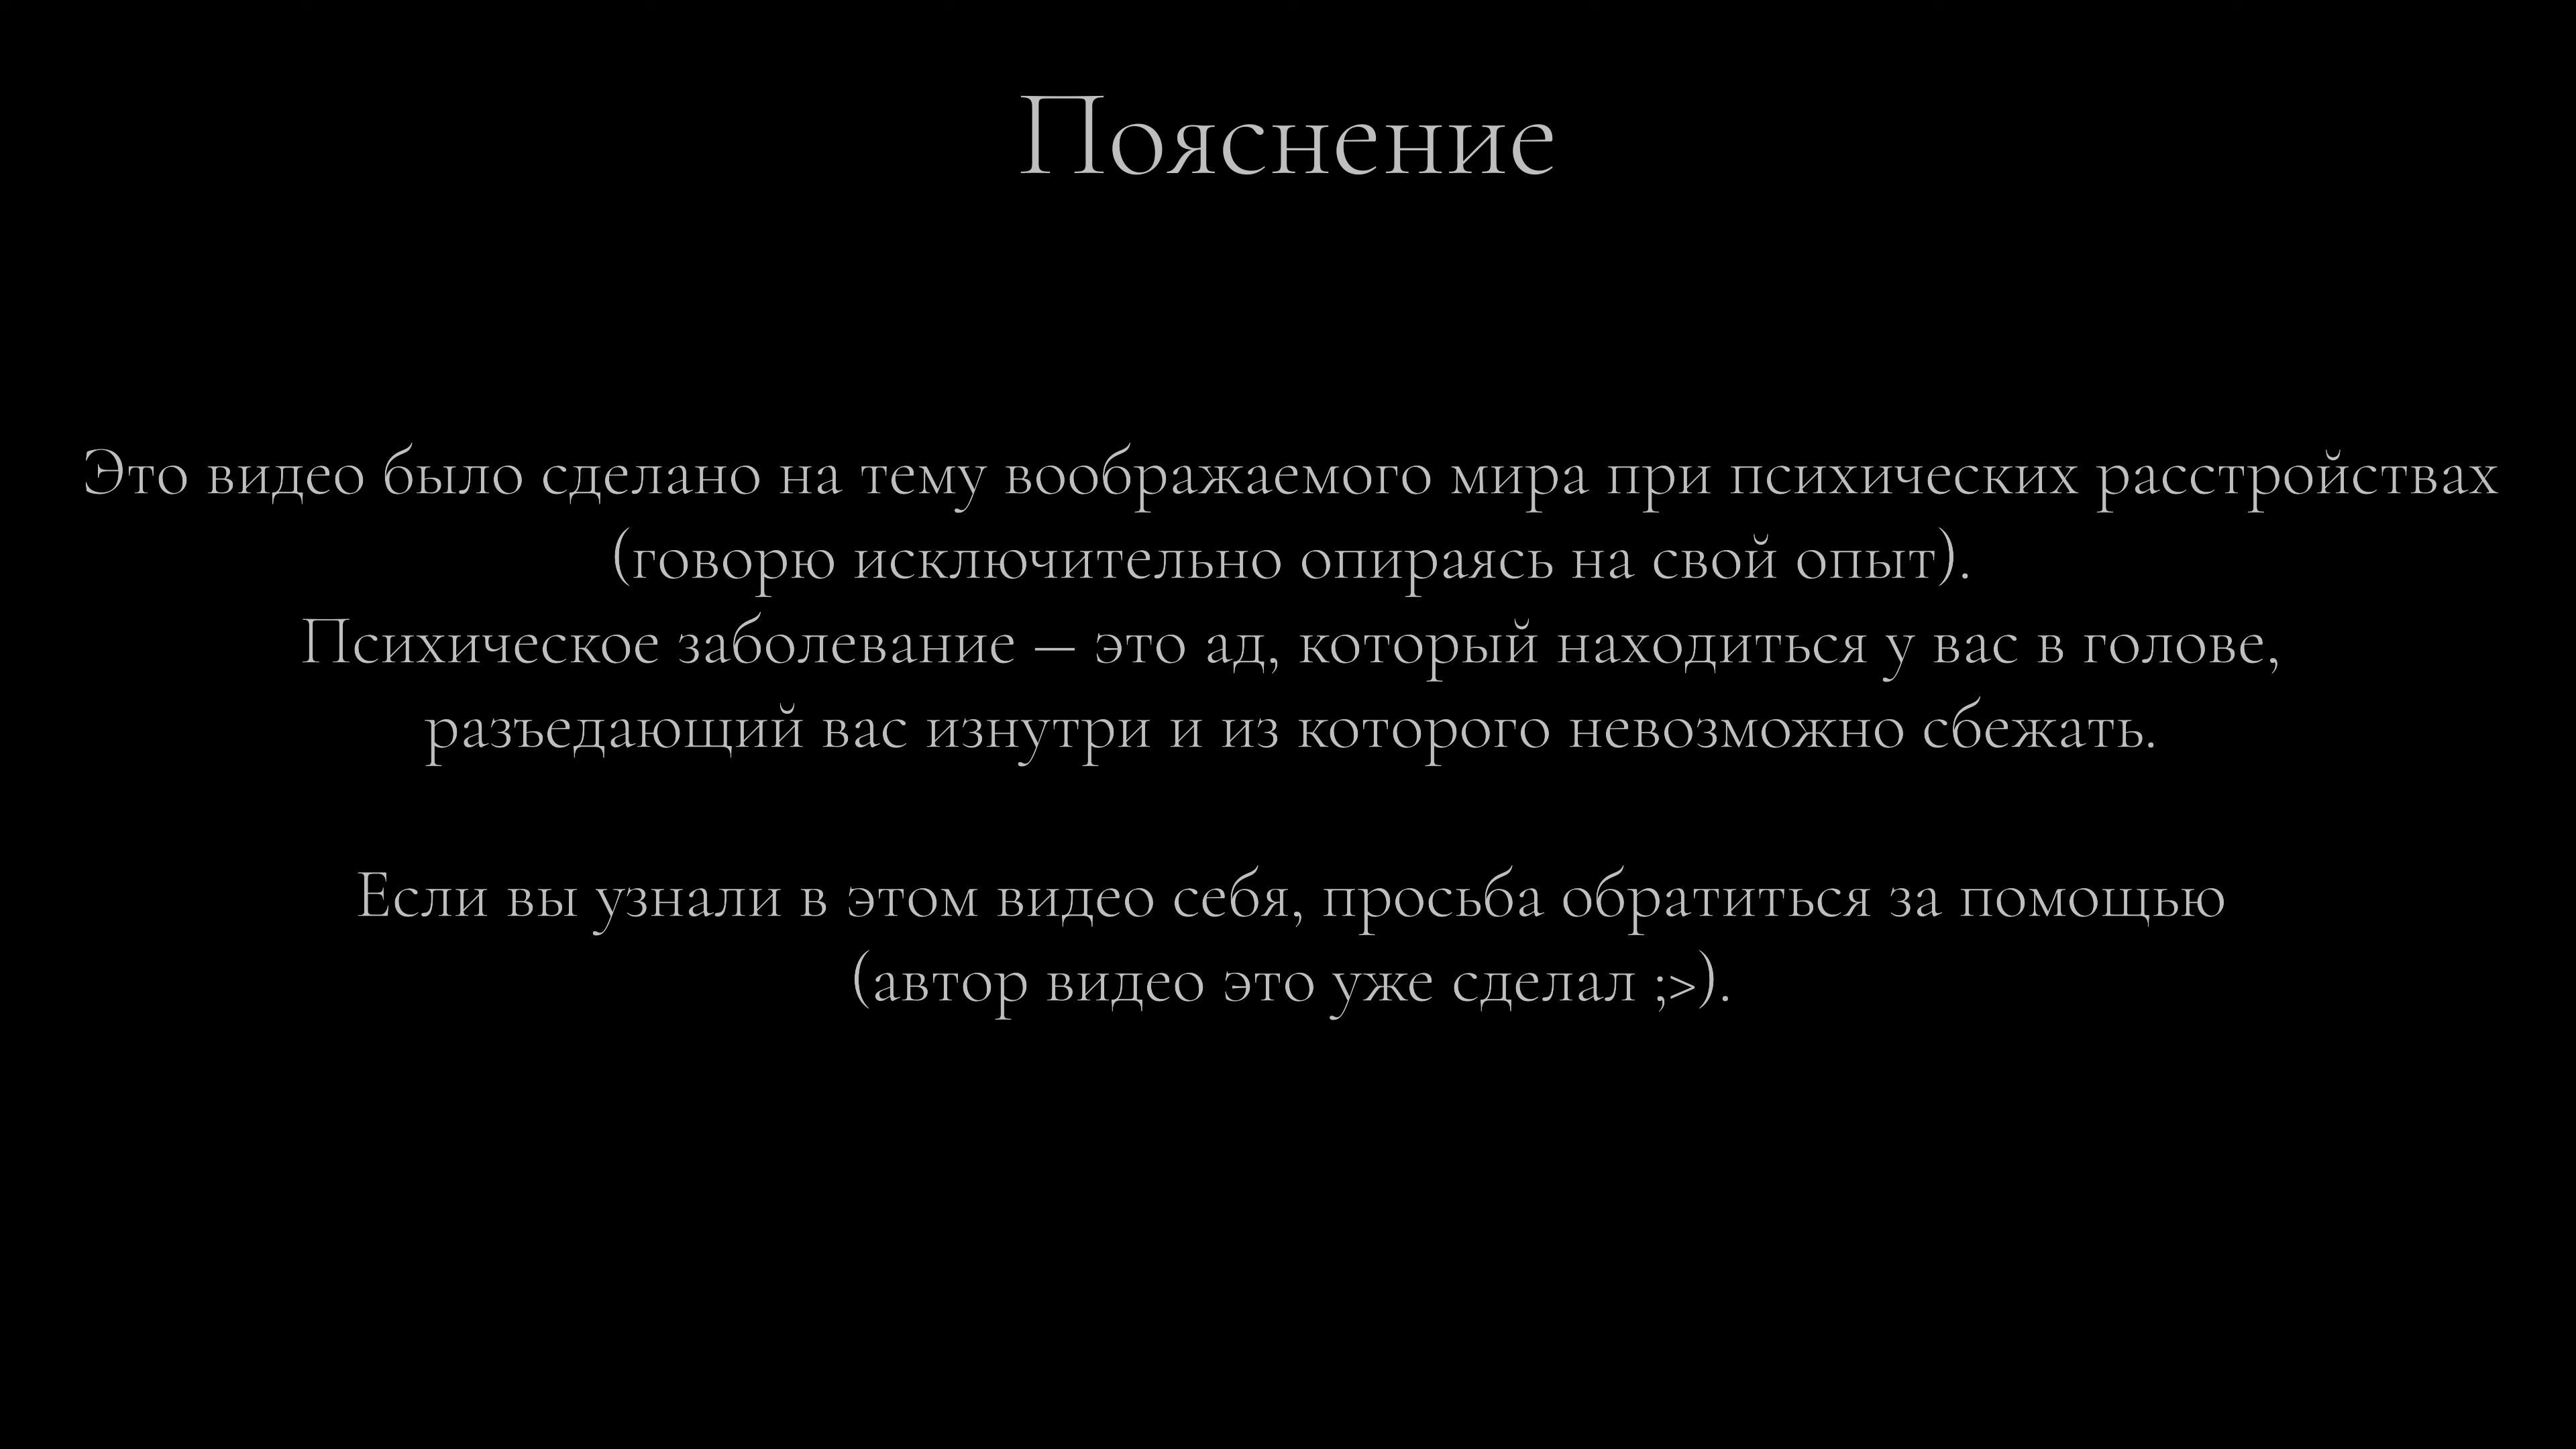 Пояснение
Это видео было сделано на тему воображаемого мира при психических расстройствах
(говорю исключительно опираясь на свой опыт).
Психическое заболевание – это ад, который находиться у вас в голове,
разъедающий вас изнутри и из которого невозможно сбежать.
Если вы узнали в этом видео себя, просьба обратиться за помощью
(автор видео это уже сделал ;>).